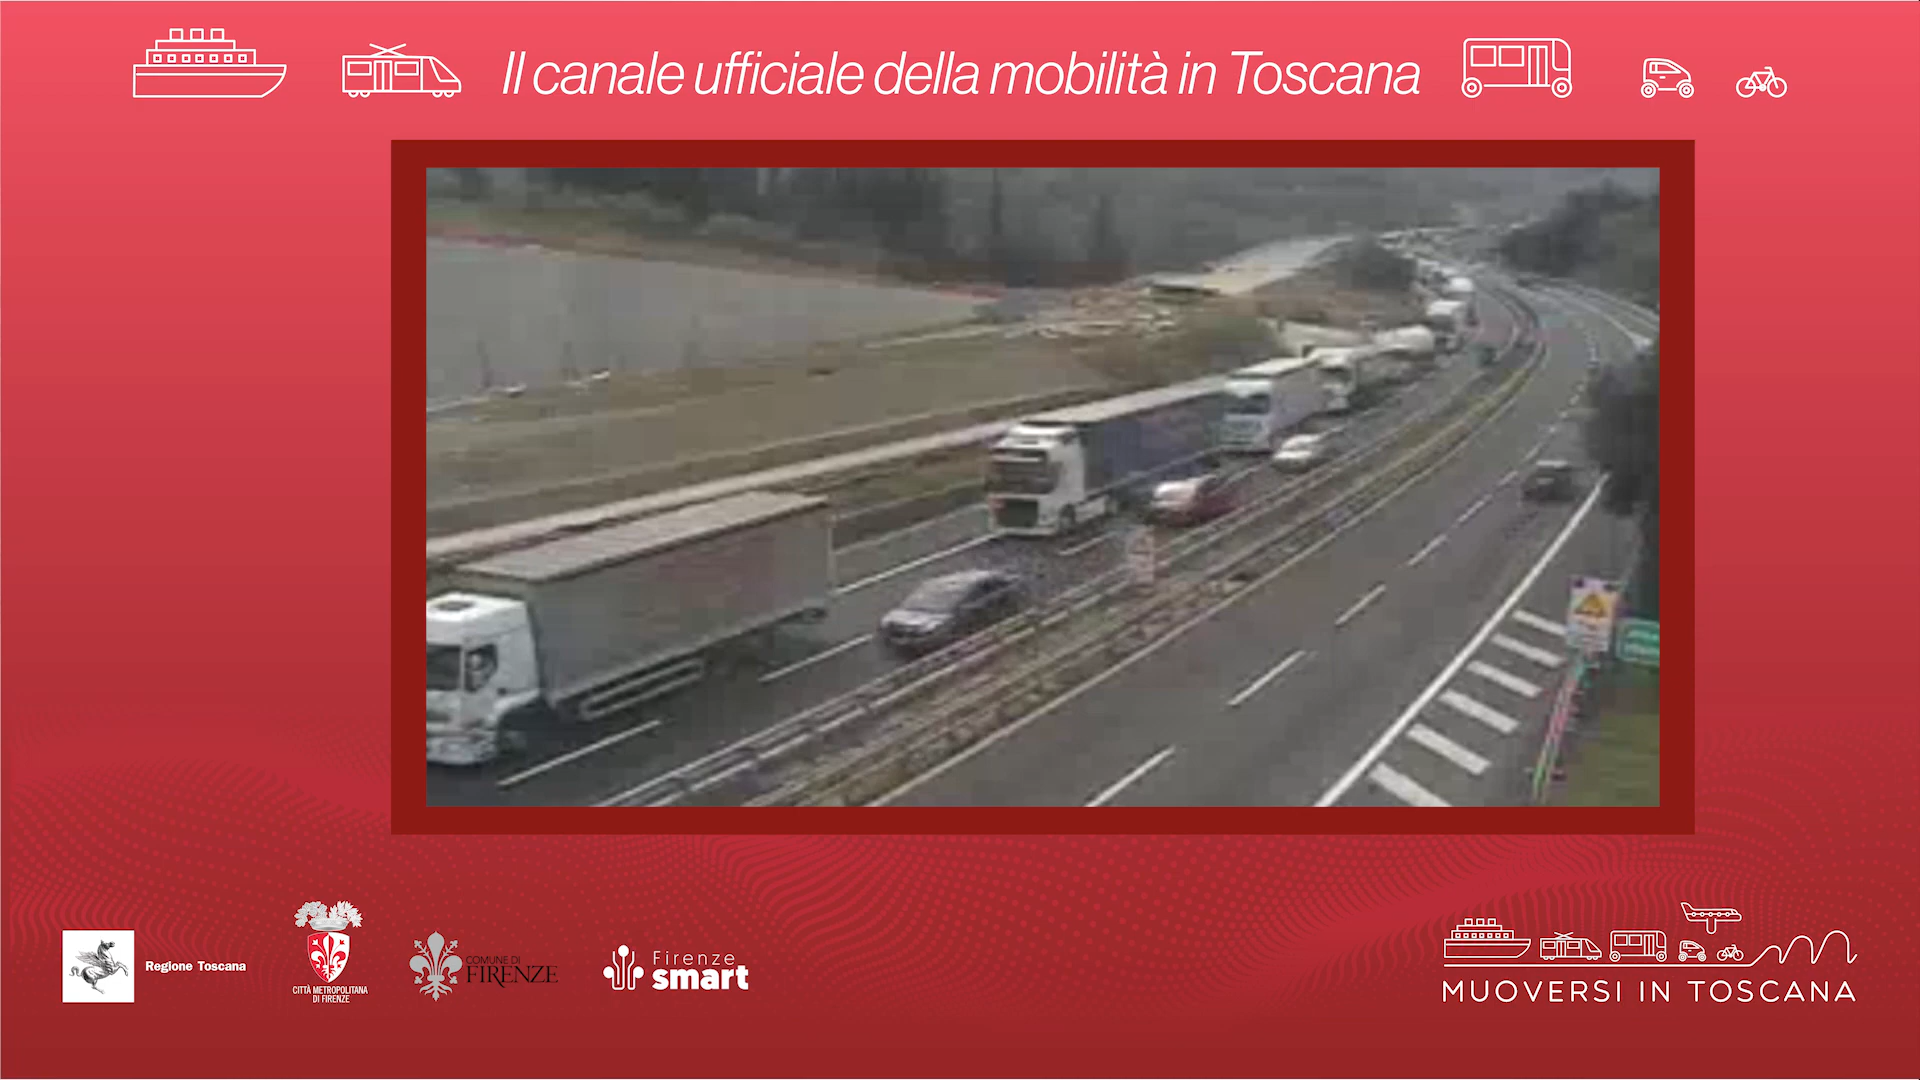 Il canale ufficiale della mobilità in Toscana
Regione Toscana
CITTÀ METROPOLITANA
DI FIRENZE
COMUNE DI
FIRENZE
Firenze
smart
MUOVERSI IN TOSCANA